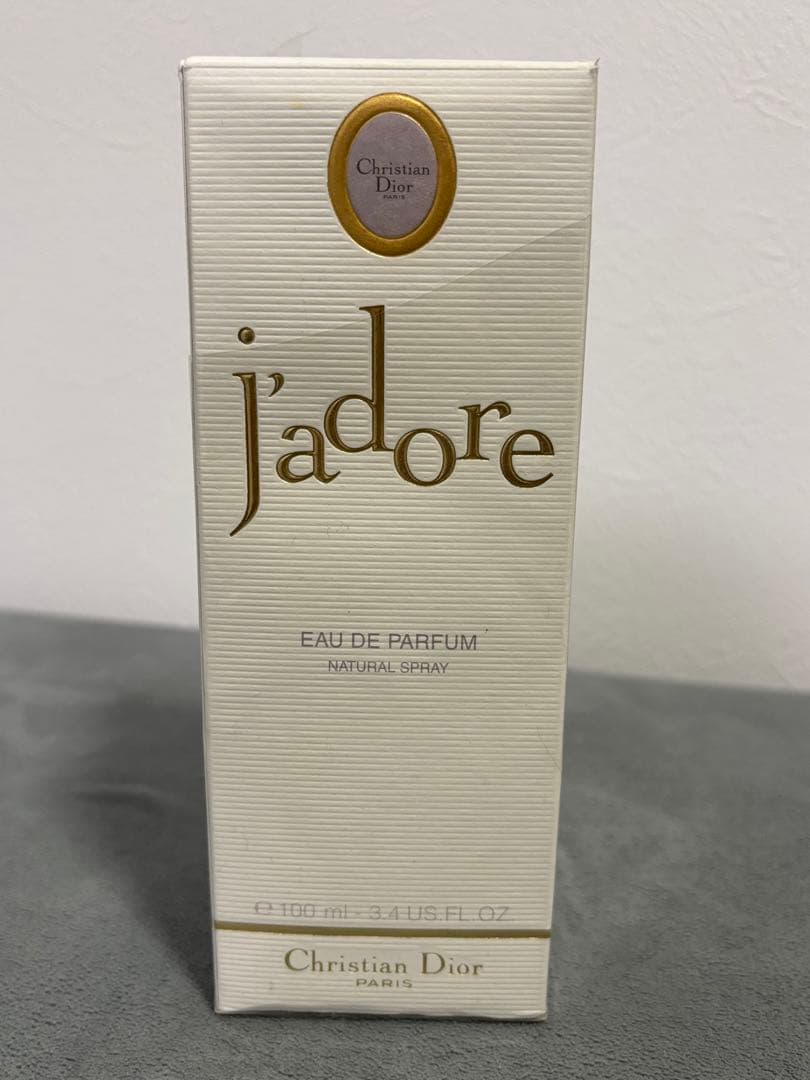 Christian
Dior
PARIS
j'adore
EAU DE PARFUM
NATURAL SPRAY
℮ 100 ml - 3.4 US.FL.OZ.
Christian Dior
PARIS